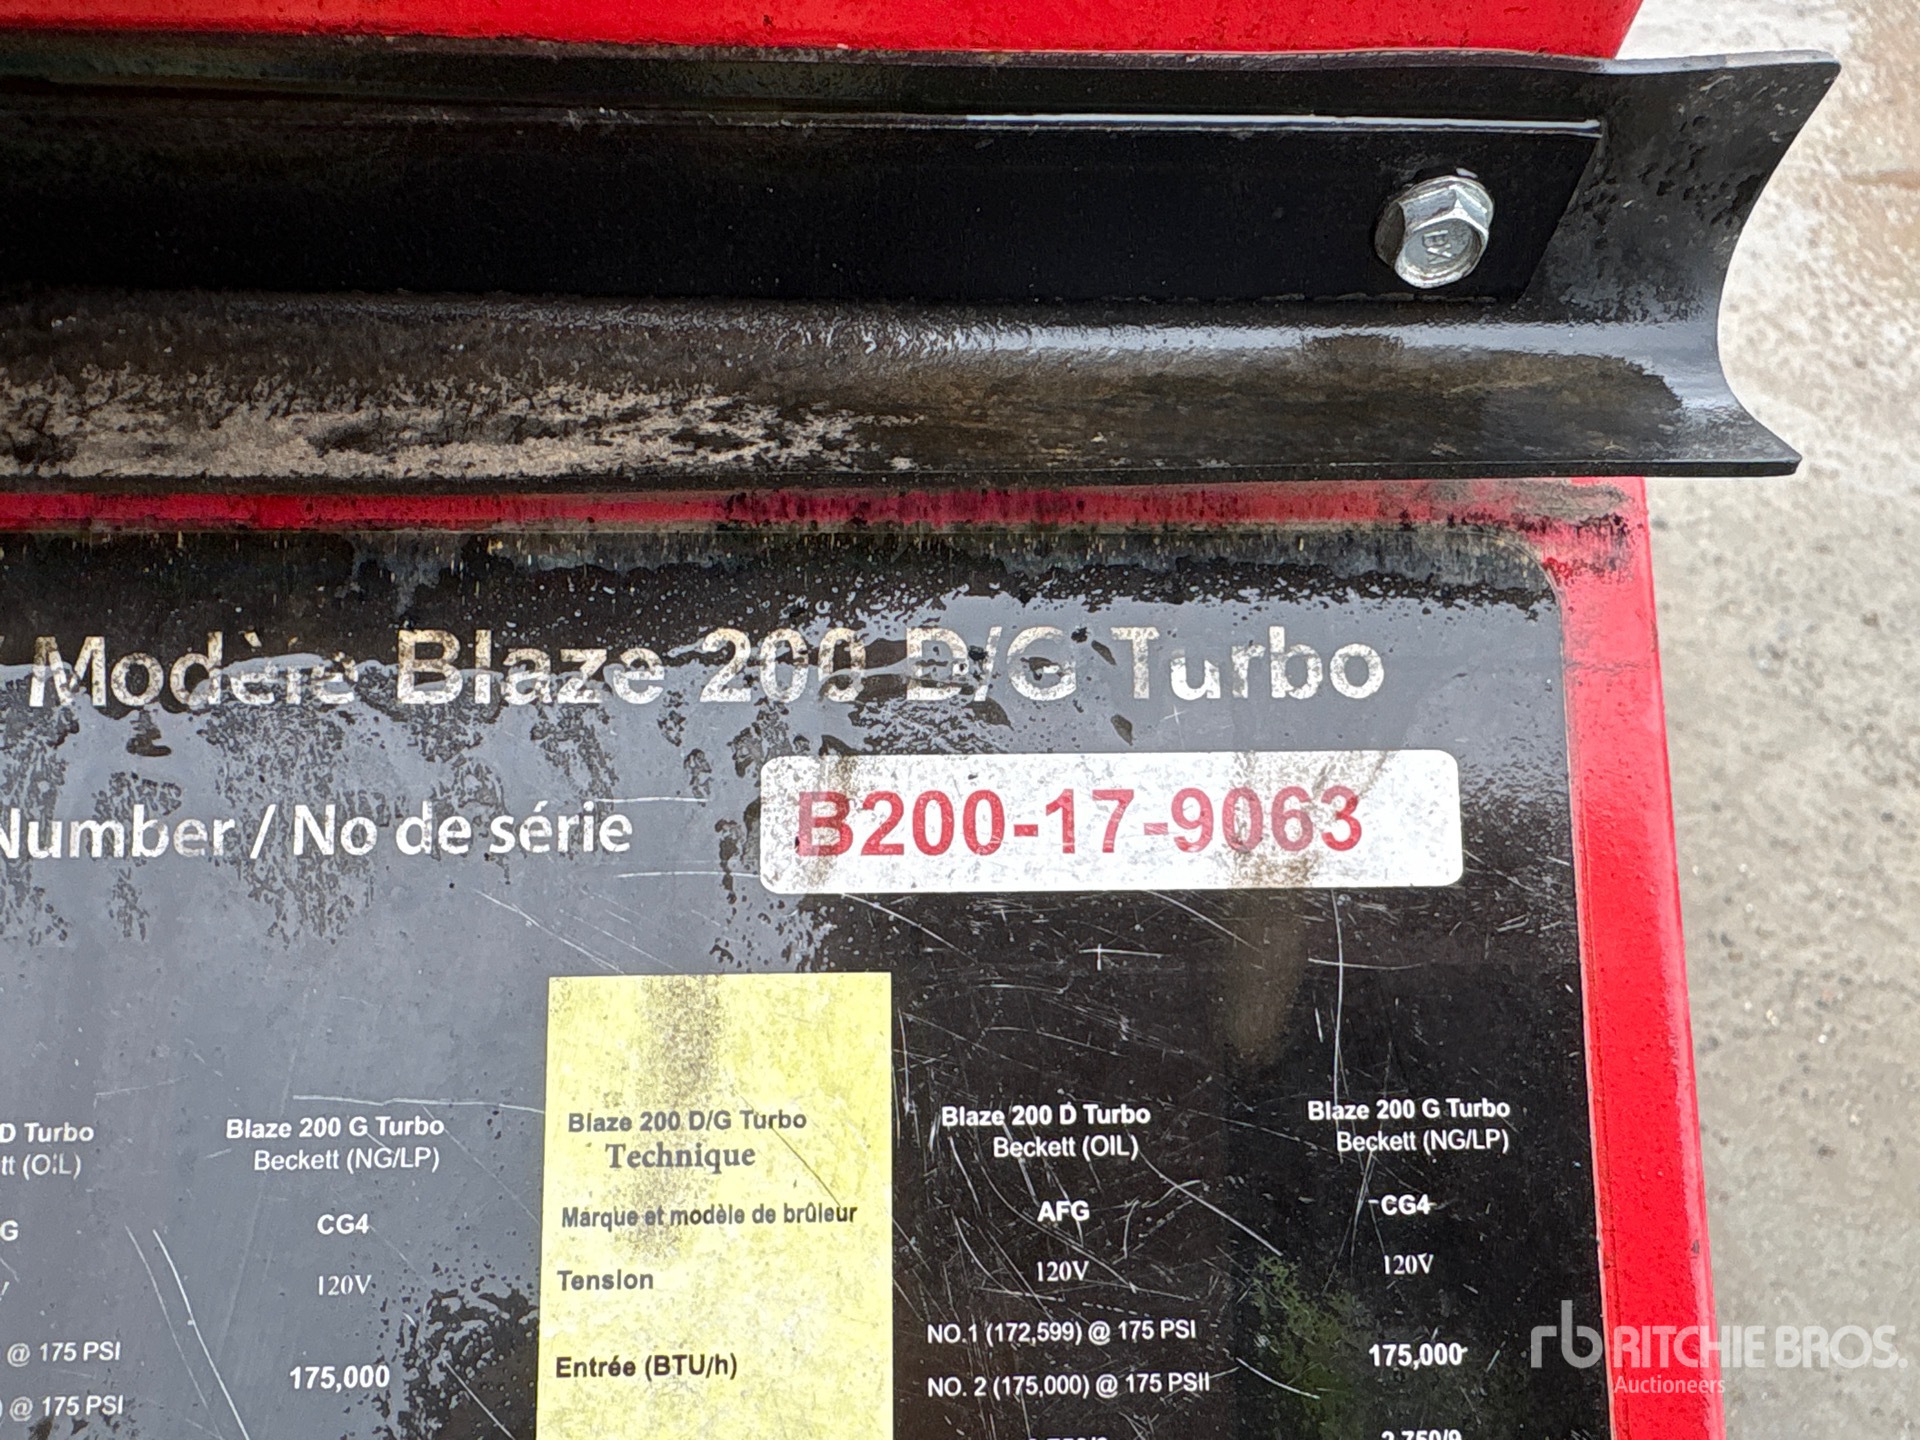 / Modèle Blaze 200 D/G Turbo
Number / No de série B200-17-9063
D Turbo Blaze 200 G Turbo Blaze 200 D/G Turbo Blaze 200 D Turbo Blaze 200 G Turbo
tt (OIL) Beckett (NG/LP) Technique Beckett (OIL) Beckett (NG/LP)
G CG4 Marque et modèle de brûleur AFG CG4
120V Tension 120V 120V
@ 175 PSI NO.1 (172,599) @ 175 PSI
175,000 Entrée (BTU/h) 175,000
) @ 175 PSI NO. 2 (175,000) @ 175 PSII
rb RITCHIE BROS.
Auctioneers